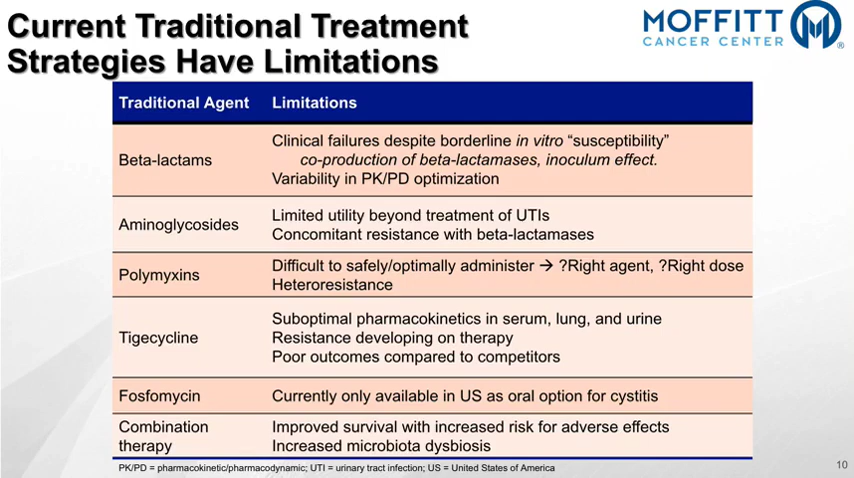 Current Traditional Treatment
Strategies Have Limitations
MOFFITT
CANCER CENTER
®
Traditional Agent
Limitations
Beta-lactams
Clinical failures despite borderline in vitro “susceptibility”
co-production of beta-lactamases, inoculum effect.
Variability in PK/PD optimization
Aminoglycosides
Limited utility beyond treatment of UTIs
Concomitant resistance with beta-lactamases
Polymyxins
Difficult to safely/optimally administer → ?Right agent, ?Right dose
Heteroresistance
Tigecycline
Suboptimal pharmacokinetics in serum, lung, and urine
Resistance developing on therapy
Poor outcomes compared to competitors
Fosfomycin
Currently only available in US as oral option for cystitis
Combination
therapy
Improved survival with increased risk for adverse effects
Increased microbiota dysbiosis
PK/PD = pharmacokinetic/pharmacodynamic; UTI = urinary tract infection; US = United States of America
10